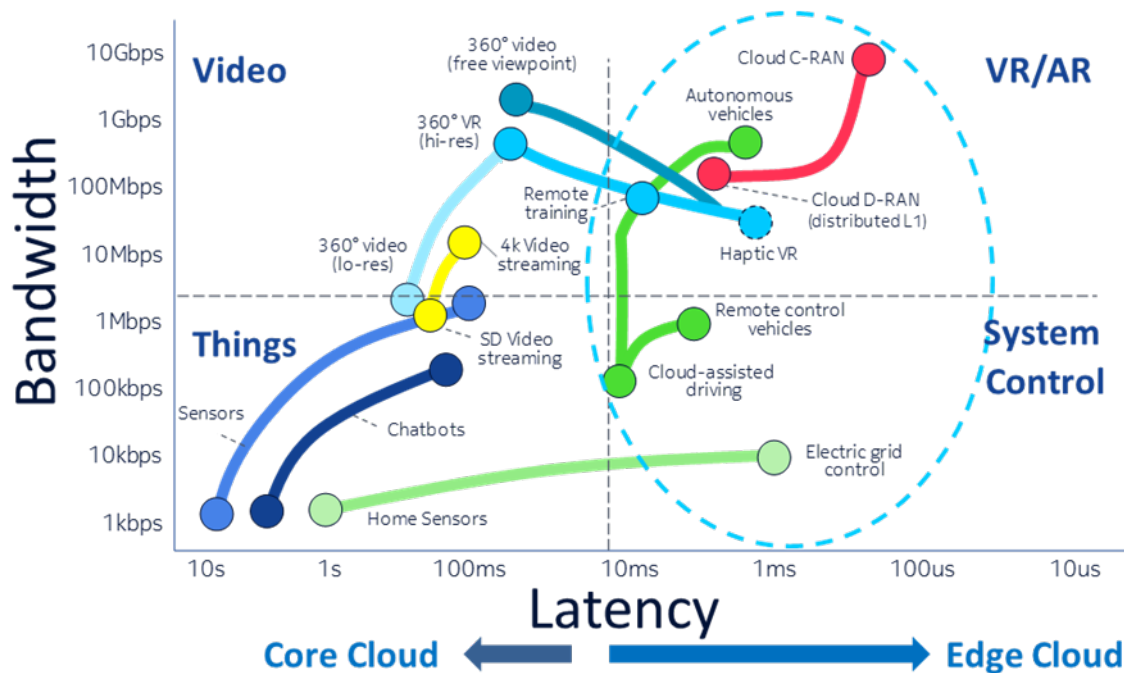 Bandwidth
10Gbps
1Gbps
100Mbps
10Mbps
1Mbps
100kbps
10kbps
1kbps
Video
360° video
(free viewpoint)
Cloud C-RAN
VR/AR
360° VR
(hi-res)
Autonomous
vehicles
Remote
training
Cloud D-RAN
(distributed L1)
360° video
(lo-res)
4k Video
streaming
Haptic VR
Things
SD Video
streaming
Remote control
vehicles
System
Control
Cloud-assisted
driving
Sensors
Chatbots
Electric grid
control
Home Sensors
10s
1s
100ms
10ms
1ms
100us
10us
Latency
Core Cloud
Edge Cloud